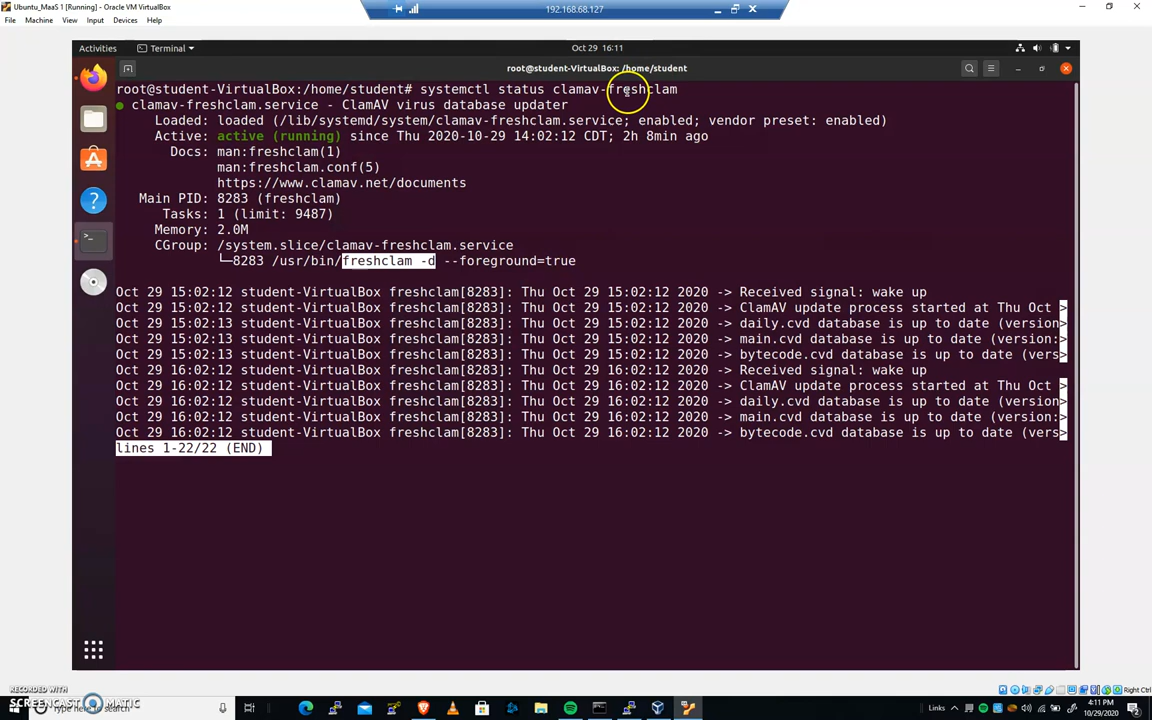 Ubuntu_MaaS 1 [Running] - Oracle VM VirtualBox
192.168.68.127
File Machine View Input Devices Help
Activities
Terminal
Oct 29 16:11
root@student-VirtualBox: /home/student
root@student-VirtualBox:/home/student# systemctl status clamav-freshclam
● clamav-freshclam.service - ClamAV virus database updater
Loaded: loaded (/lib/systemd/system/clamav-freshclam.service; enabled; vendor preset: enabled)
Active: active (running) since Thu 2020-10-29 14:02:12 CDT; 2h 8min ago
Docs: man:freshclam(1)
man:freshclam.conf(5)
https://www.clamav.net/documents
Main PID: 8283 (freshclam)
Tasks: 1 (limit: 9487)
Memory: 2.0M
CGroup: /system.slice/clamav-freshclam.service
└─8283 /usr/bin/freshclam -d --foreground=true
Oct 29 15:02:12 student-VirtualBox freshclam[8283]: Thu Oct 29 15:02:12 2020 -> Received signal: wake up
Oct 29 15:02:12 student-VirtualBox freshclam[8283]: Thu Oct 29 15:02:12 2020 -> ClamAV update process started at Thu Oct >
Oct 29 15:02:13 student-VirtualBox freshclam[8283]: Thu Oct 29 15:02:13 2020 -> daily.cvd database is up to date (version>
Oct 29 15:02:13 student-VirtualBox freshclam[8283]: Thu Oct 29 15:02:13 2020 -> main.cvd database is up to date (version:>
Oct 29 15:02:13 student-VirtualBox freshclam[8283]: Thu Oct 29 15:02:13 2020 -> bytecode.cvd database is up to date (vers>
Oct 29 16:02:12 student-VirtualBox freshclam[8283]: Thu Oct 29 16:02:12 2020 -> Received signal: wake up
Oct 29 16:02:12 student-VirtualBox freshclam[8283]: Thu Oct 29 16:02:12 2020 -> ClamAV update process started at Thu Oct >
Oct 29 16:02:12 student-VirtualBox freshclam[8283]: Thu Oct 29 16:02:12 2020 -> daily.cvd database is up to date (version>
Oct 29 16:02:12 student-VirtualBox freshclam[8283]: Thu Oct 29 16:02:12 2020 -> main.cvd database is up to date (version:>
Oct 29 16:02:12 student-VirtualBox freshclam[8283]: Thu Oct 29 16:02:12 2020 -> bytecode.cvd database is up to date (vers>
lines 1-22/22 (END)
Right Ctrl
RECORDED WITH
SCREENCAST MATIC
Type here to search
Links
4:11 PM
10/29/2020
2